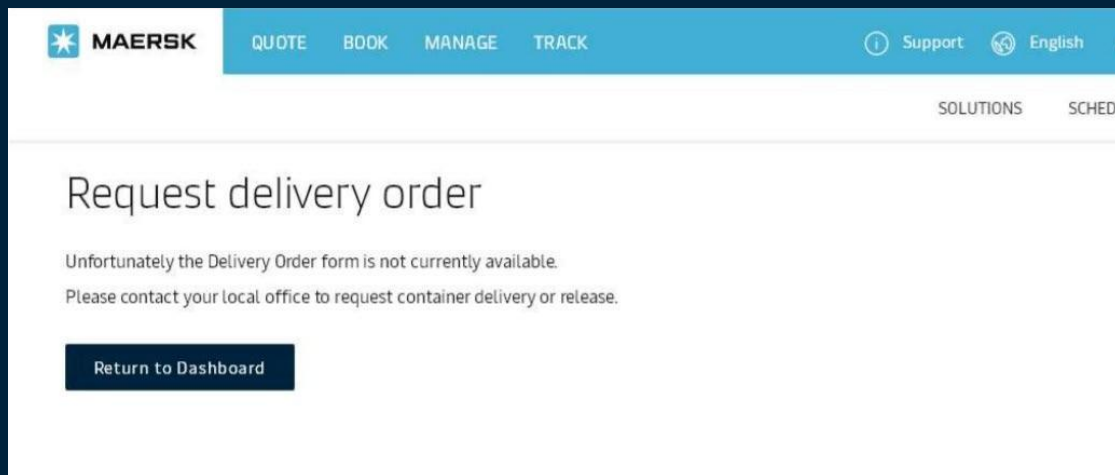 MAERSK QUOTE BOOK MANAGE TRACK Support English
SOLUTIONS
Request delivery order
Unfortunately the Delivery Order form is not currently available.
Please contact your local office to request container delivery or release.
Return to Dashboard